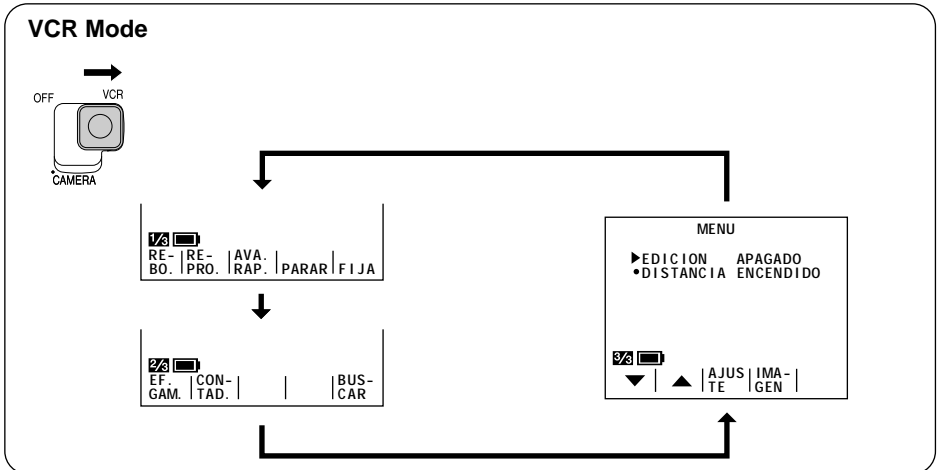 VCR Mode
OFF VCR
CAMERA
1/3
RE- RE- AVA.
BO. PRO. RAP. PARAR FIJA
2/3
EF. CON- BUS-
GAM. TAD. CAR
MENU
▶EDICION APAGADO
•DISTANCIA ENCENDIDO
3/3
▼ ▲ AJUS IMA-
TE GEN